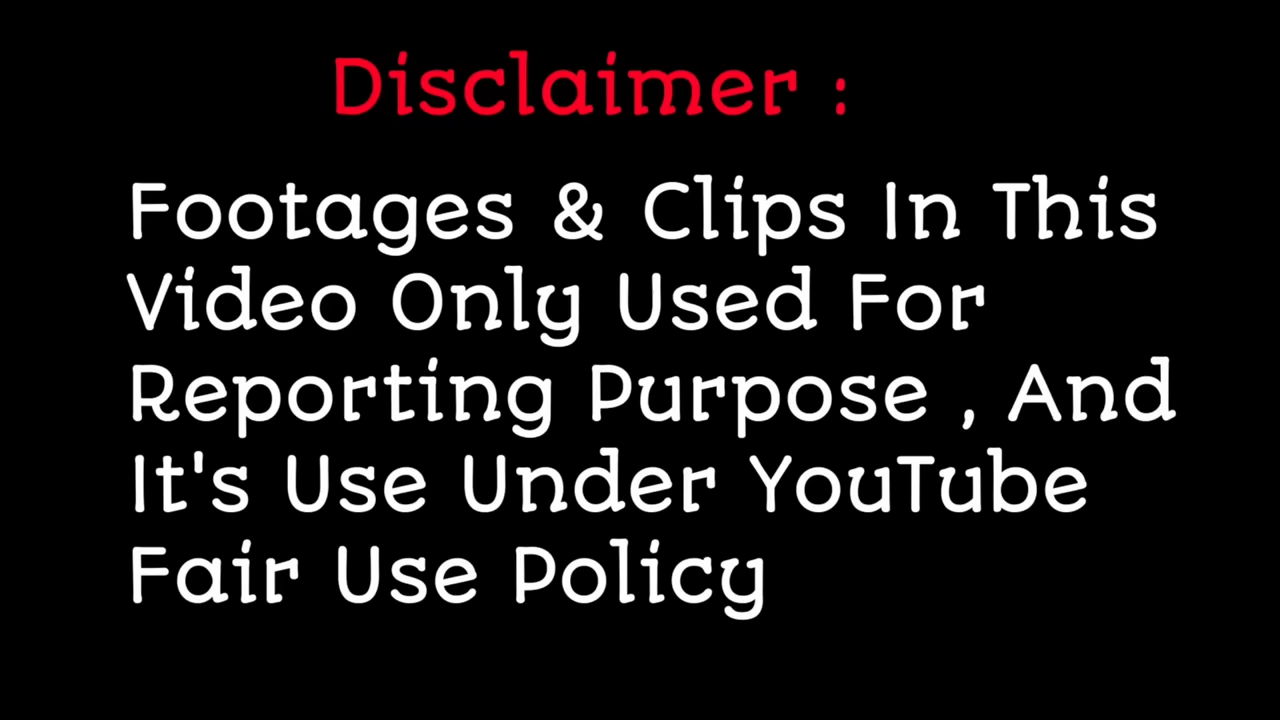 Disclaimer :
Footages & Clips In This
Video Only Used For
Reporting Purpose , And
It's Use Under YouTube
Fair Use Policy